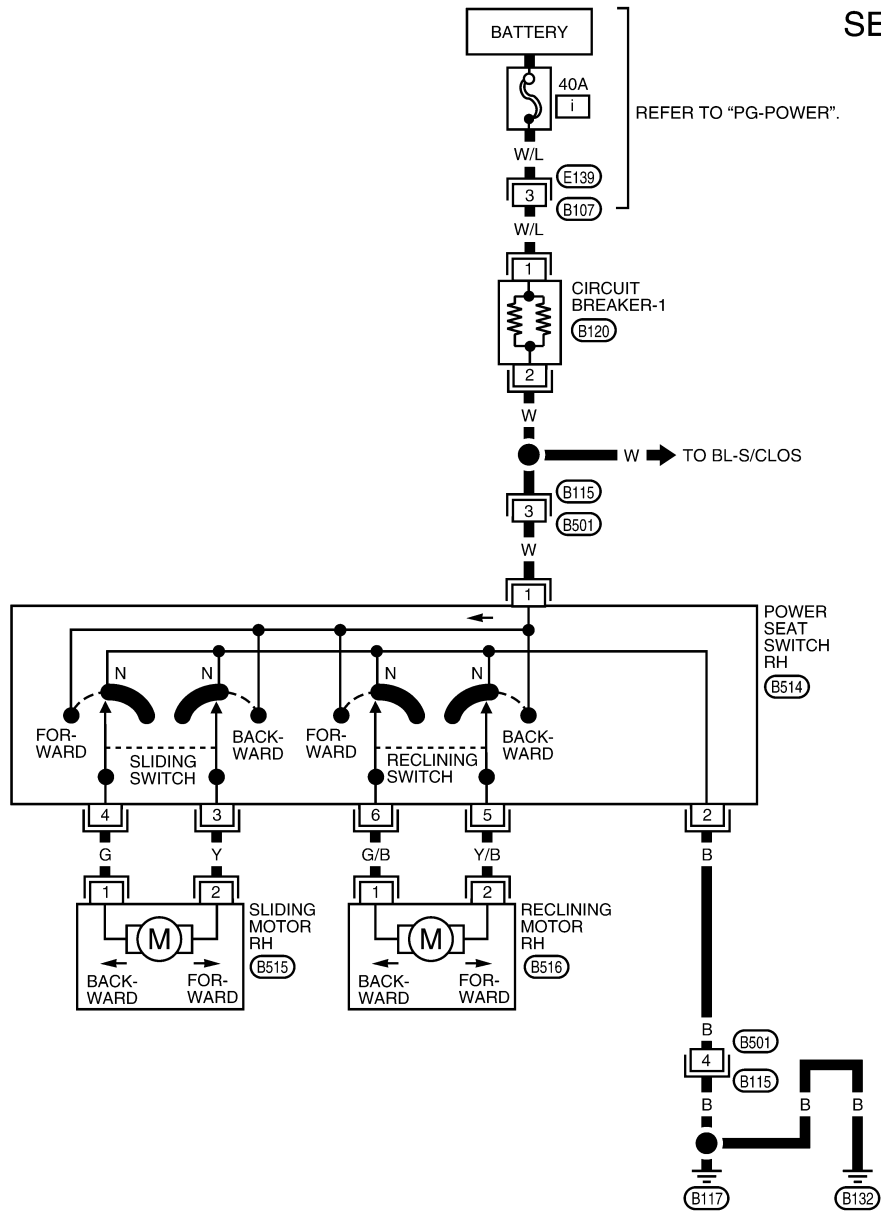 SE
BATTERY
40A
i
REFER TO “PG-POWER”.
W/L
E139
3
B107
W/L
1
CIRCUIT
BREAKER-1
B120
2
W
W
TO BL-S/CLOS
B115
3
B501
W
1
POWER
SEAT
SWITCH
RH
B514
N
N
N
N
FOR-
WARD
BACK-
WARD
FOR-
WARD
BACK-
WARD
SLIDING
SWITCH
RECLINING
SWITCH
4
3
6
5
2
G
Y
G/B
Y/B
B
1
2
1
2
SLIDING
MOTOR
RH
B515
RECLINING
MOTOR
RH
B516
M
M
BACK-
WARD
FOR-
WARD
BACK-
WARD
FOR-
WARD
B
B501
4
B115
B
B
B
B117
B132